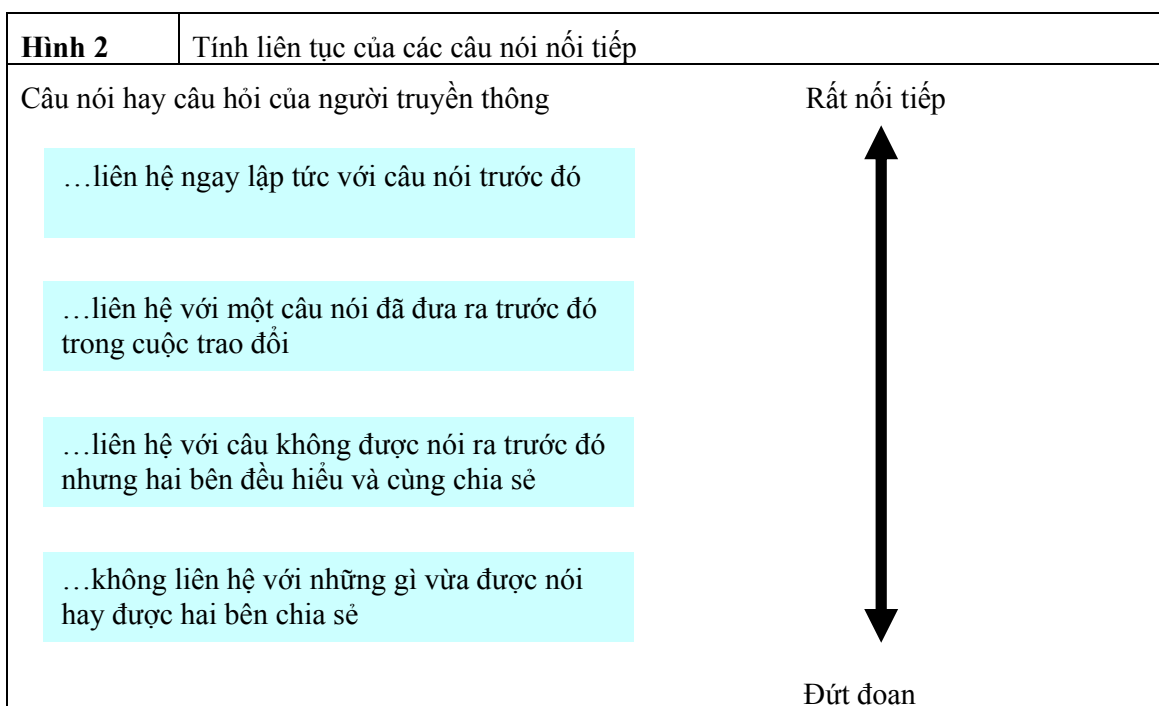 Hình 2 Tính liên tục của các câu nói nối tiếp
Câu nói hay câu hỏi của người truyền thông Rất nối tiếp
…liên hệ ngay lập tức với câu nói trước đó
…liên hệ với một câu nói đã đưa ra trước đó
trong cuộc trao đổi
…liên hệ với câu không được nói ra trước đó
nhưng hai bên đều hiểu và cùng chia sẻ
…không liên hệ với những gì vừa được nói
hay được hai bên chia sẻ
Đứt đoan